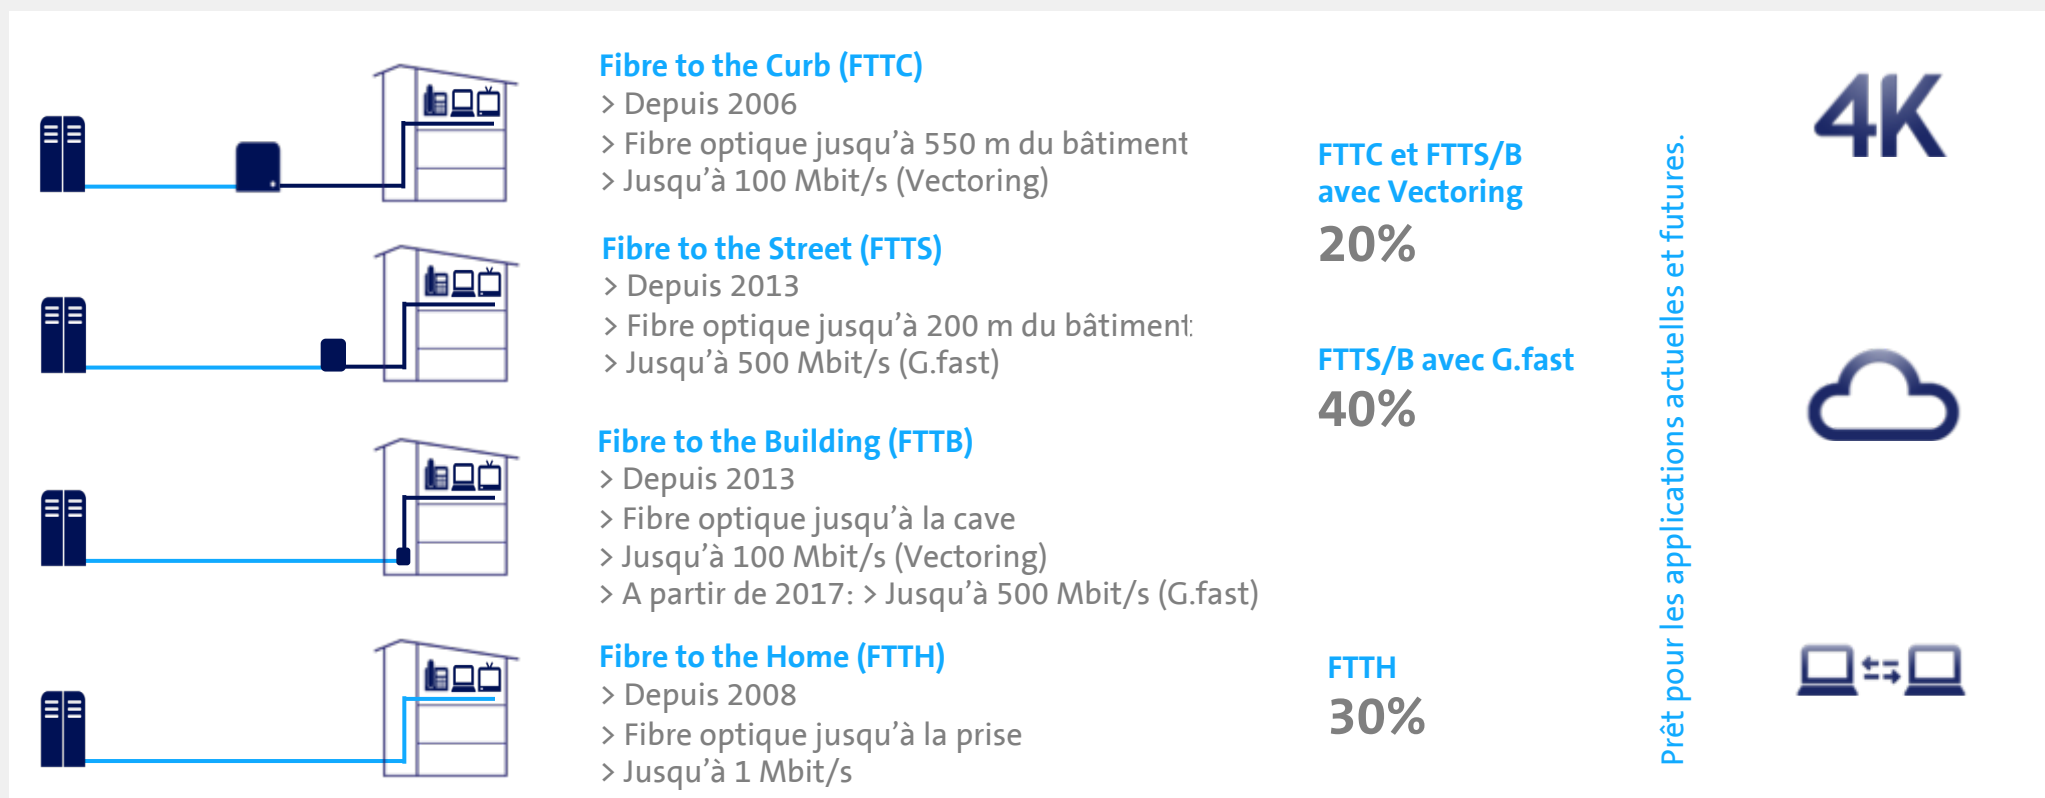 Fibre to the Curb (FTTC)
> Depuis 2006
> Fibre optique jusqu’à 550 m du bâtiment
> Jusqu’à 100 Mbit/s (Vectoring)
Fibre to the Street (FTTS)
> Depuis 2013
> Fibre optique jusqu’à 200 m du bâtiment
> Jusqu’à 500 Mbit/s (G.fast)
Fibre to the Building (FTTB)
> Depuis 2013
> Fibre optique jusqu’à la cave
> Jusqu’à 100 Mbit/s (Vectoring)
> A partir de 2017: > Jusqu’à 500 Mbit/s (G.fast)
Fibre to the Home (FTTH)
> Depuis 2008
> Fibre optique jusqu’à la prise
> Jusqu’à 1 Mbit/s
FTTC et FTTS/B
avec Vectoring
20%
FTTS/B avec G.fast
40%
FTTH
30%
Prêt pour les applications actuelles et futures.
4K